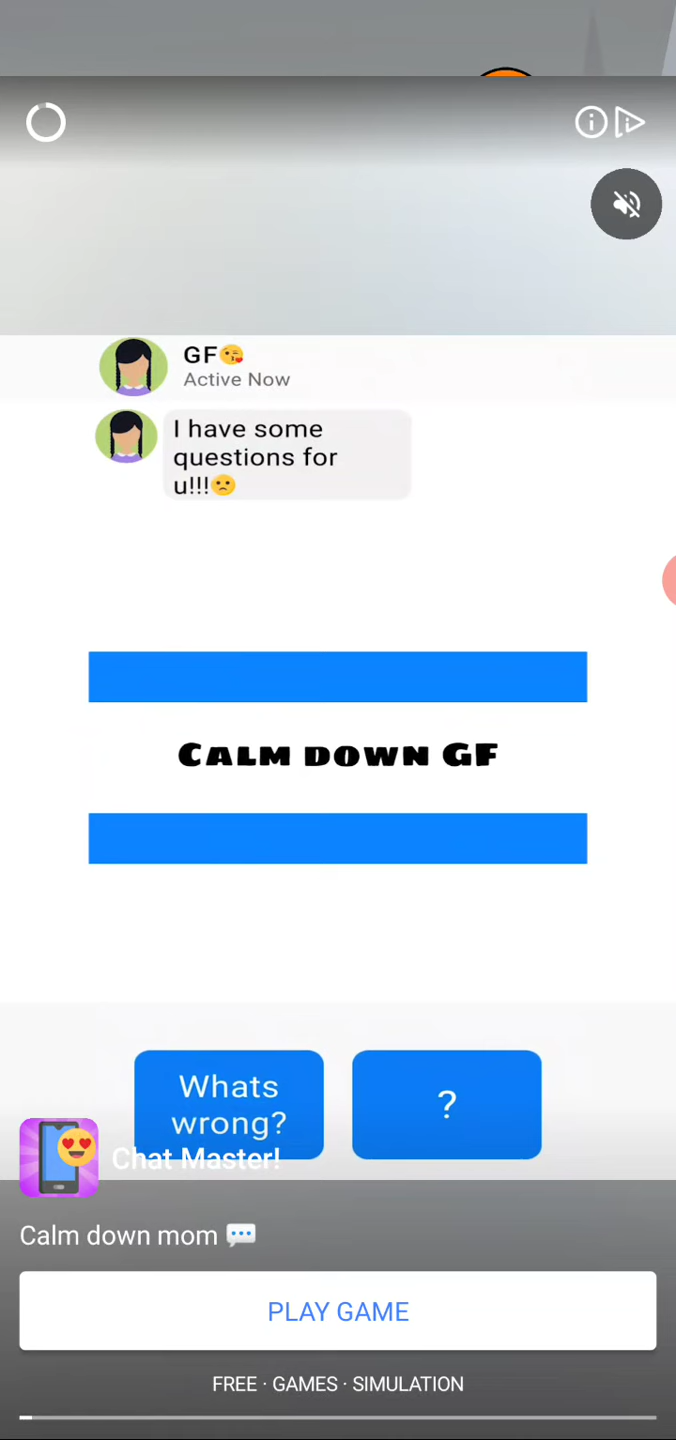 GF😘
Active Now
I have some
questions for
u!!!🙁
CALM DOWN GF
Whats
wrong?
?
Chat Master!
Calm down mom 💬
PLAY GAME
FREE · GAMES · SIMULATION